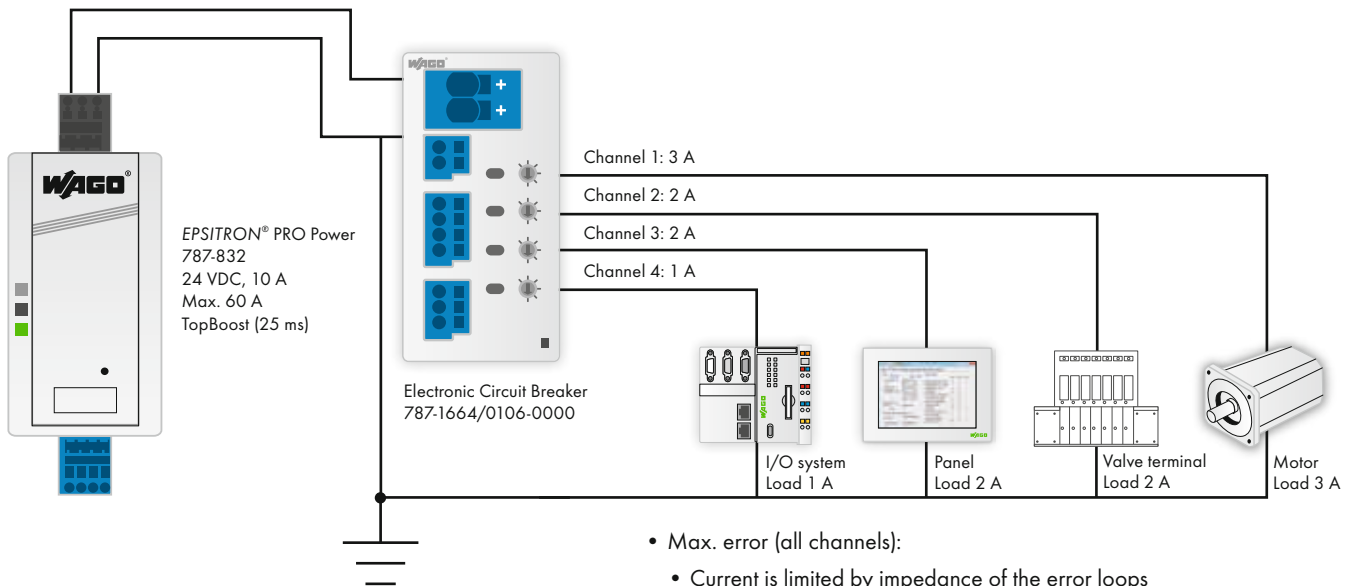 WAGO®
EPSITRON® PRO Power
787-832
24 VDC, 10 A
Max. 60 A
TopBoost (25 ms)
WAGO
+
+
Electronic Circuit Breaker
787-1664/0106-0000
Channel 1: 3 A
Channel 2: 2 A
Channel 3: 2 A
Channel 4: 1 A
WAGO
I/O system
Load 1 A
WAGO
Panel
Load 2 A
Valve terminal
Load 2 A
Motor
Load 3 A
• Max. error (all channels):
• Current is limited by impedance of the error loops